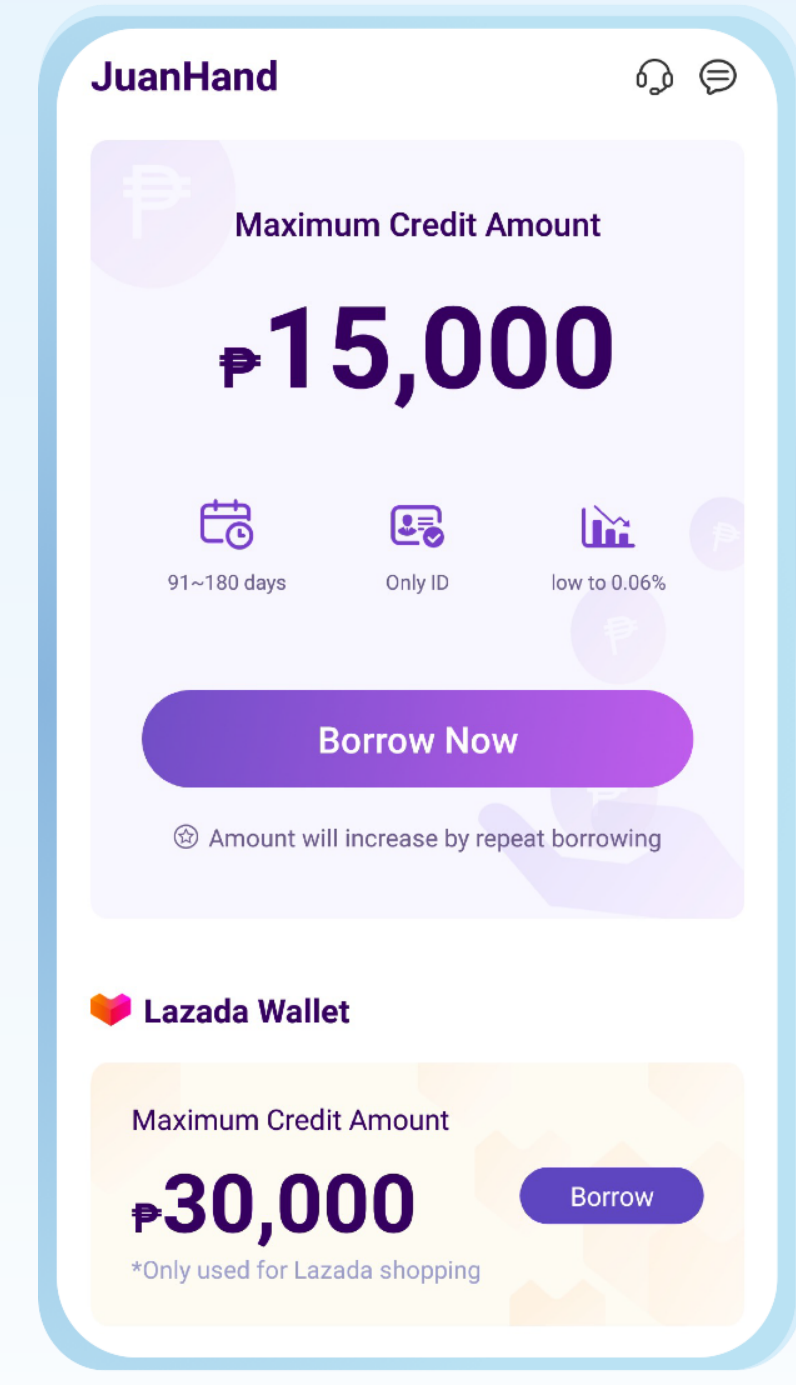 JuanHand
Maximum Credit Amount
₱15,000
91~180 days
Only ID
low to 0.06%
Borrow Now
Amount will increase by repeat borrowing
Lazada Wallet
Maximum Credit Amount
₱30,000
Borrow
*Only used for Lazada shopping